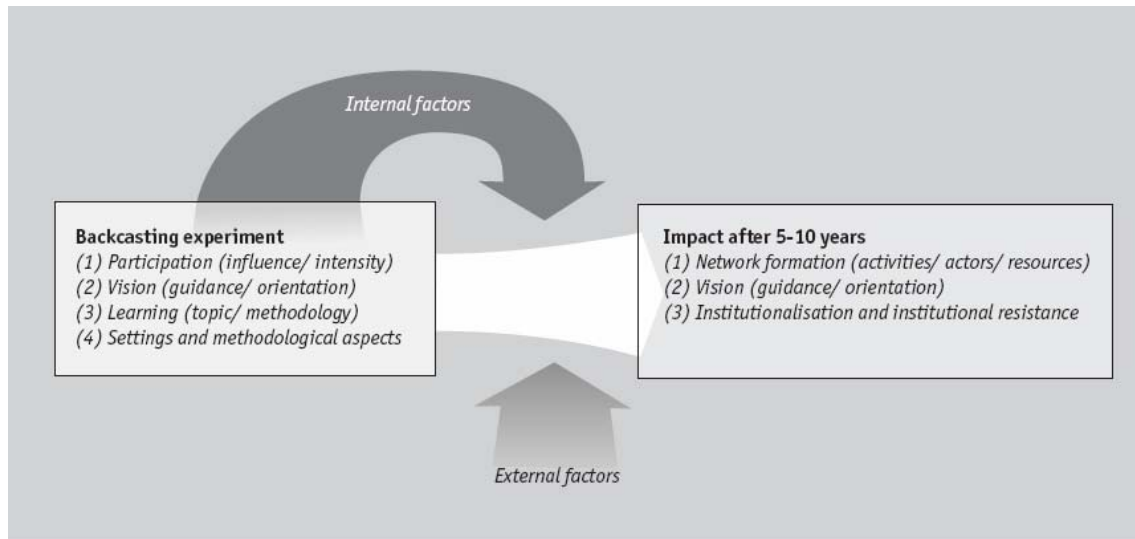 Internal factors
Backcasting experiment
(1) Participation (influence/ intensity)
(2) Vision (guidance/ orientation)
(3) Learning (topic/ methodology)
(4) Settings and methodological aspects
Impact after 5-10 years
(1) Network formation (activities/ actors/ resources)
(2) Vision (guidance/ orientation)
(3) Institutionalisation and institutional resistance
External factors